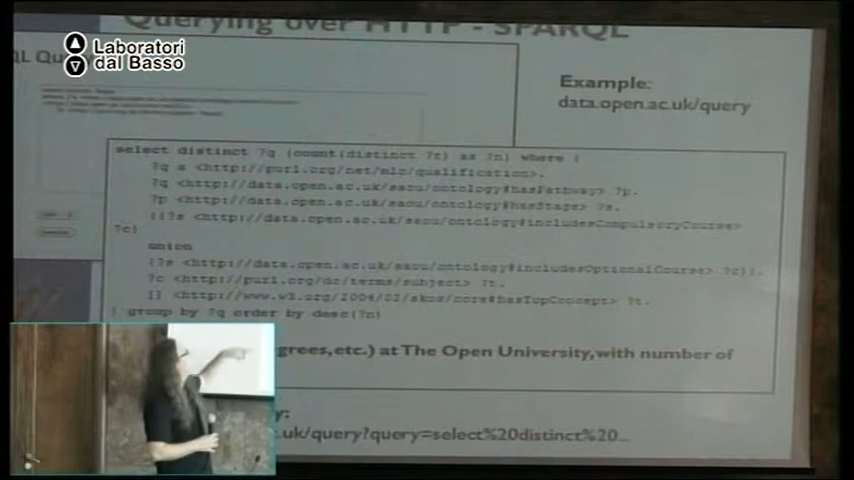 Querying over HTTP - SPARQL
Laboratori
dal Basso
QL Qu
Example:
data.open.ac.uk/query
select distinct ?q (count(distinct ?t) as ?n) where {
?q a <http://purl.org/net/mlo/qualification>.
?q <http://data.open.ac.uk/saou/ontology#hasPathway> ?p.
?p <http://data.open.ac.uk/saou/ontology#hasStage> ?s.
{{?s <http://data.open.ac.uk/saou/ontology#includesCompulsoryCourse>
?c}
union
{?s <http://data.open.ac.uk/saou/ontology#includesOptionalCourse> ?c}}.
?c <http://purl.org/dc/terms/subject> ?t.
[] <http://www.w3.org/2004/02/skos/core#hasTopConcept> ?t.
} group by ?q order by desc(?n)
grees, etc.) at The Open University, with number of
y:
.uk/query?query=select%20distinct%20...